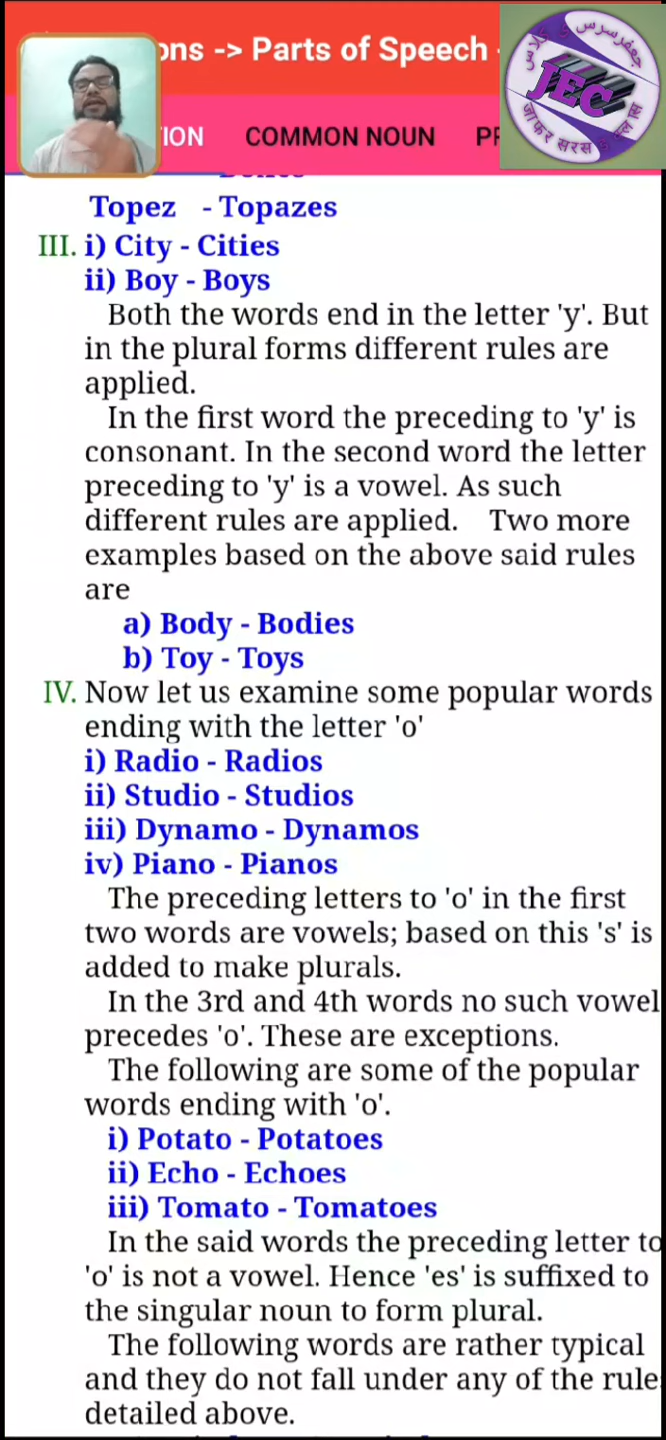 ons -> Parts of Speech
JEC
ION COMMON NOUN
Topez - Topazes
III. i) City - Cities
ii) Boy - Boys
Both the words end in the letter 'y'. But
in the plural forms different rules are
applied.
In the first word the preceding to 'y' is
consonant. In the second word the letter
preceding to 'y' is a vowel. As such
different rules are applied. Two more
examples based on the above said rules
are
a) Body - Bodies
b) Toy - Toys
IV. Now let us examine some popular words
ending with the letter 'o'
i) Radio - Radios
ii) Studio - Studios
iii) Dynamo - Dynamos
iv) Piano - Pianos
The preceding letters to 'o' in the first
two words are vowels; based on this 's' is
added to make plurals.
In the 3rd and 4th words no such vowel
precedes 'o'. These are exceptions.
The following are some of the popular
words ending with 'o'.
i) Potato - Potatoes
ii) Echo - Echoes
iii) Tomato - Tomatoes
In the said words the preceding letter to
'o' is not a vowel. Hence 'es' is suffixed to
the singular noun to form plural.
The following words are rather typical
and they do not fall under any of the rule
detailed above.